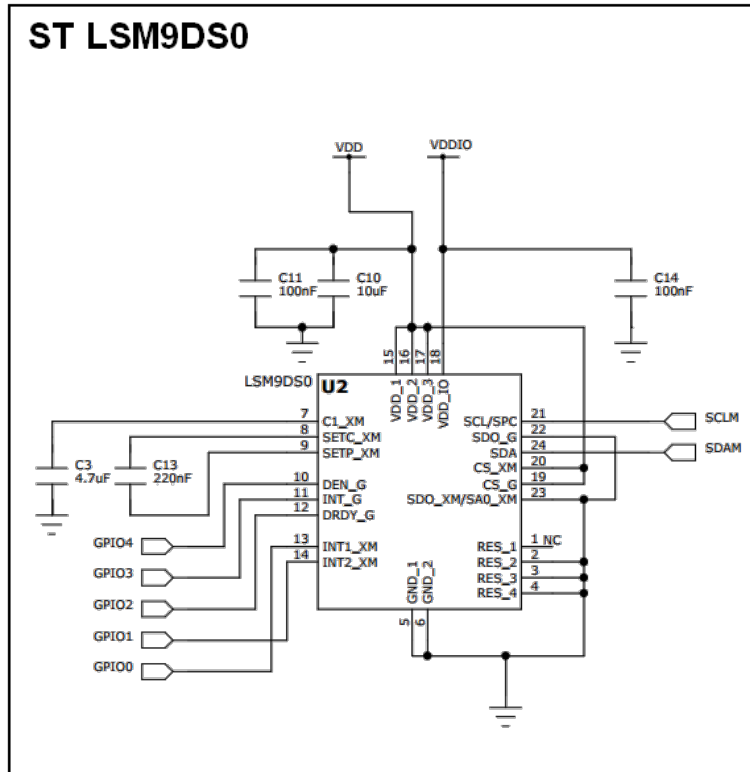 ST LSM9DS0
VDD
VDDIO
C11
100nF
C10
10uF
C14
100nF
15
16
17
18
LSM9DS0
U2
VDD_1
VDD_2
VDD_3
VDD_IO
7
C1_XM
8
SETC_XM
9
SETP_XM
10
DEN_G
11
INT_G
12
DRDY_G
13
INT1_XM
14
INT2_XM
SCL/SPC
21
SDO_G
22
SDA
24
CS_XM
20
CS_G
19
SDO_XM/SA0_XM
23
RES_1
1 NC
RES_2
2
RES_3
3
RES_4
4
GND_1
GND_2
5
6
SCLM
SDAM
C3
4.7uF
C13
220nF
GPIO4
GPIO3
GPIO2
GPIO1
GPIO0